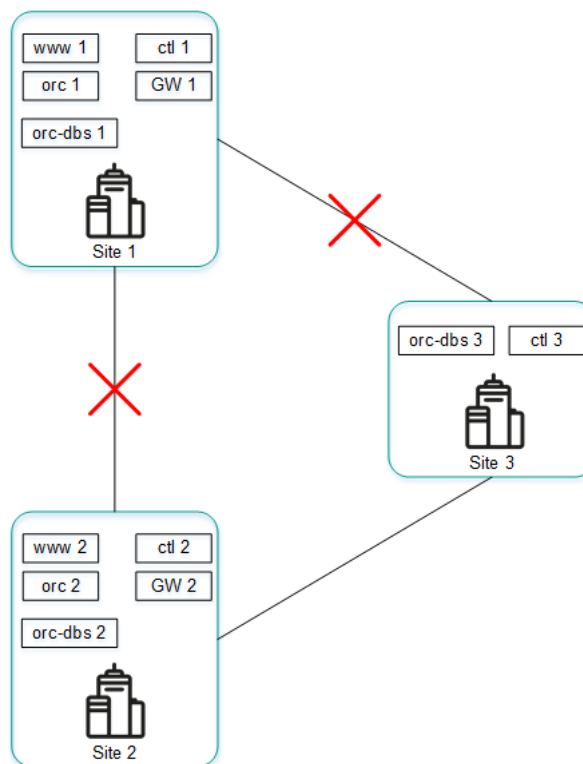 www 1
ctl 1
orc 1
GW 1
orc-dbs 1
Site 1
orc-dbs 3
ctl 3
Site 3
www 2
ctl 2
orc 2
GW 2
orc-dbs 2
Site 2